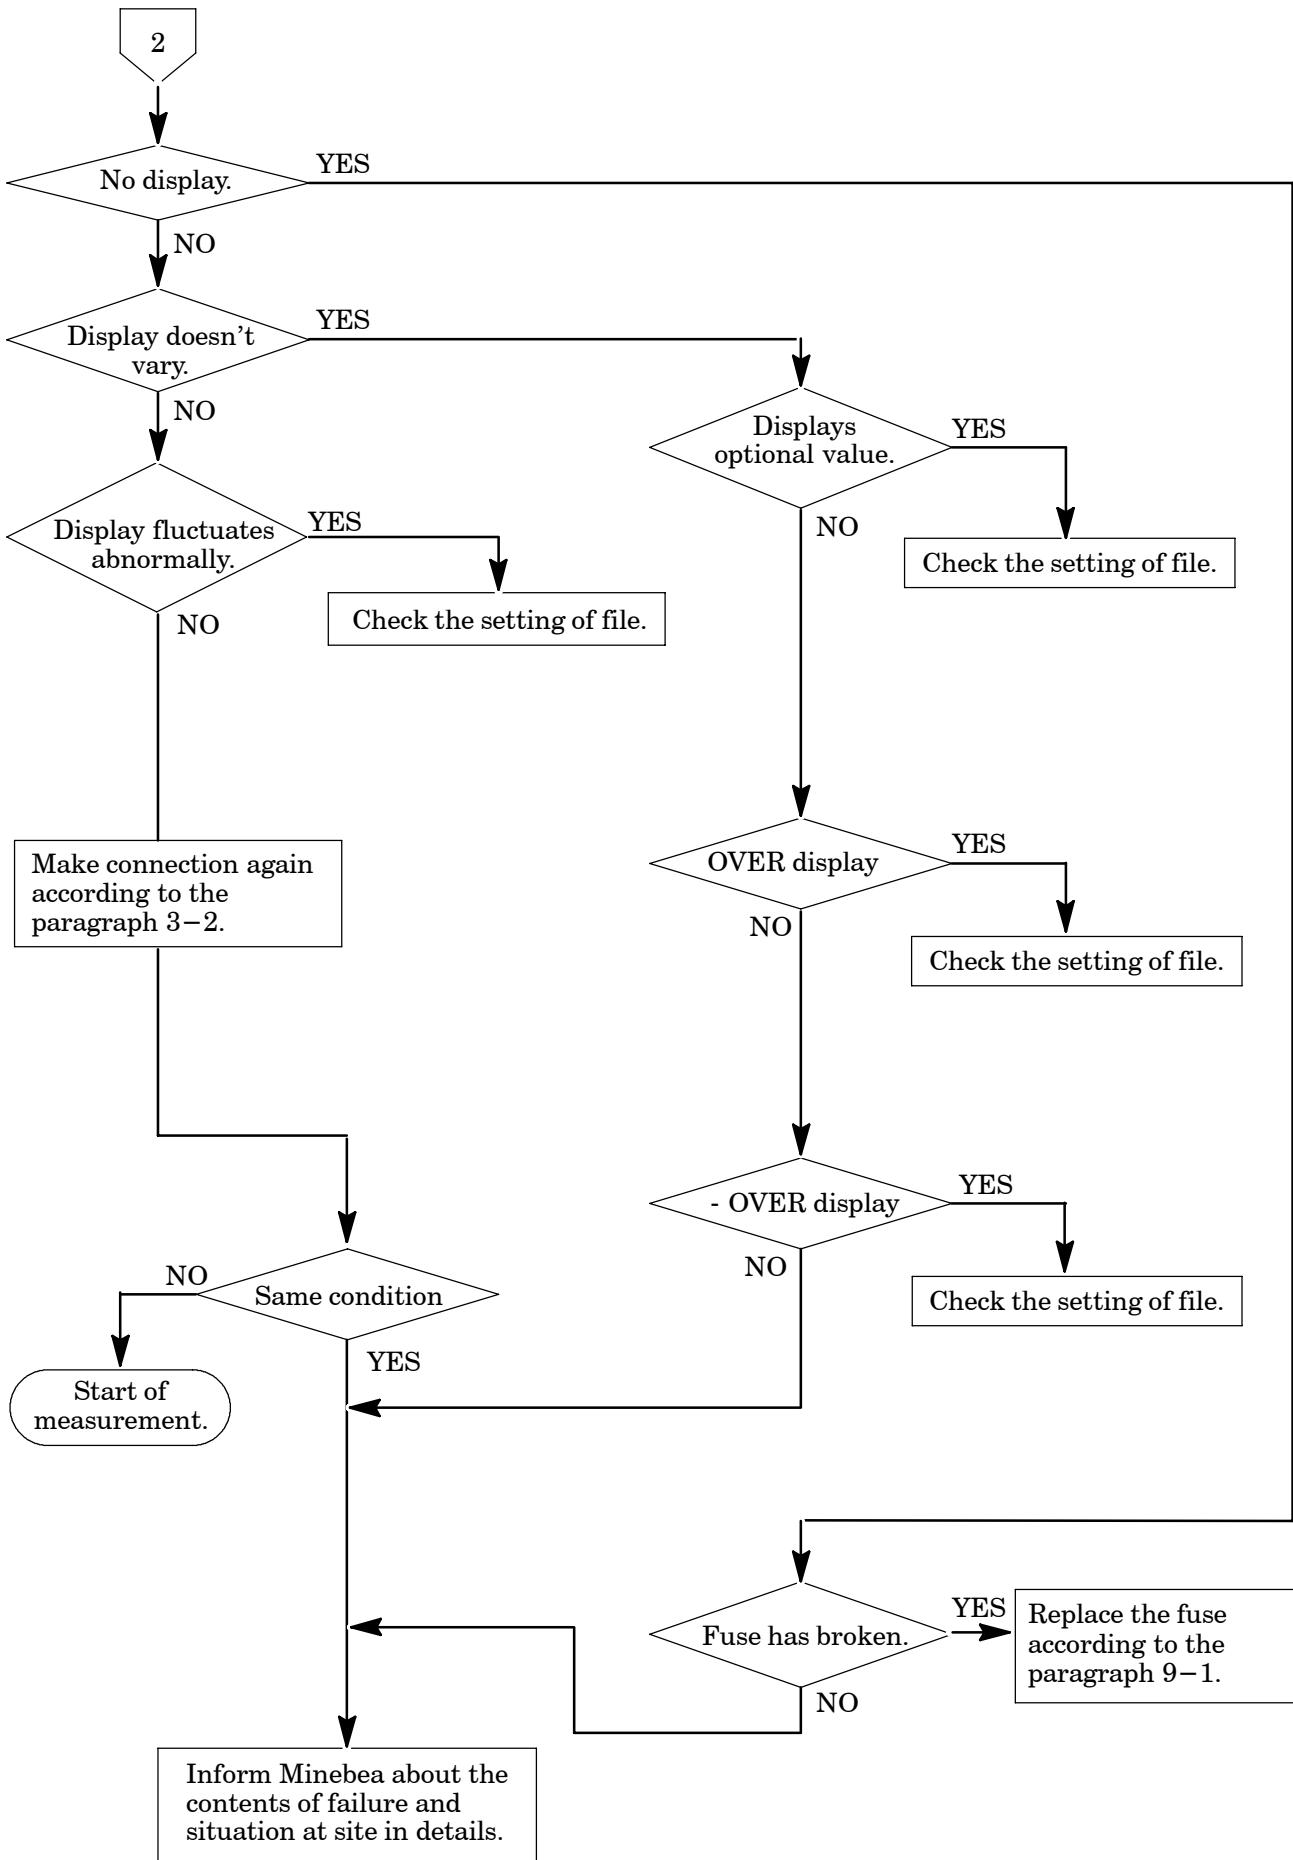 2
No display.
YES
NO
Display doesn't
vary.
YES
NO
Displays
optional value.
YES
NO
Check the setting of file.
Display fluctuates
abnormally.
YES
NO
Check the setting of file.
Make connection again
according to the
paragraph 3−2.
OVER display
YES
NO
Check the setting of file.
- OVER display
YES
NO
Check the setting of file.
Same condition
NO
YES
Start of
measurement.
Fuse has broken.
YES
NO
Replace the fuse
according to the
paragraph 9−1.
Inform Minebea about the
contents of failure and
situation at site in details.